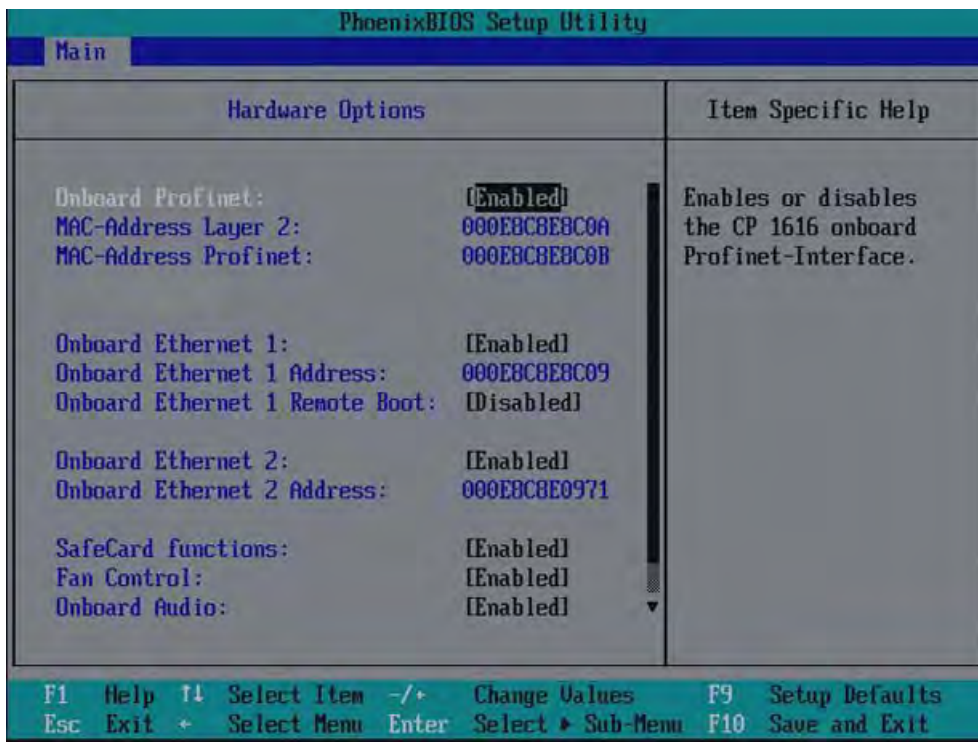 PhoenixBIOS Setup Utility
Main
Hardware Options
Item Specific Help
Onboard Profinet: [Enabled]
MAC-Address Layer 2: 000E8C8E8C0A
MAC-Address Profinet: 000E8C8E8C0B
Onboard Ethernet 1: [Enabled]
Onboard Ethernet 1 Address: 000E8C8E8C09
Onboard Ethernet 1 Remote Boot: [Disabled]
Onboard Ethernet 2: [Enabled]
Onboard Ethernet 2 Address: 000E8C8E0971
SafeCard functions: [Enabled]
Fan Control: [Enabled]
Onboard Audio: [Enabled]
Enables or disables
the CP 1616 onboard
Profinet-Interface.
F1 Help ↑↓ Select Item -/+ Change Values F9 Setup Defaults
Esc Exit ← Select Menu Enter Select ▶ Sub-Menu F10 Save and Exit